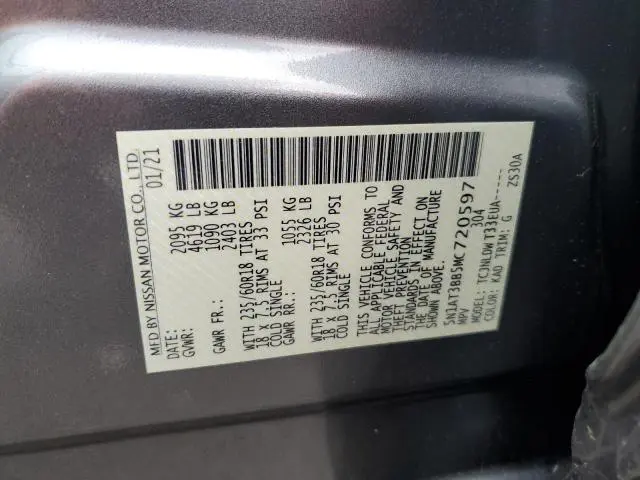 MFD BY NISSAN MOTOR CO., LTD.
01/21
GVWR: 2095 KG
4619 LB
GAWR FR.: 1090 KG
2403 LB
WITH 235/60R18 TIRES
18 X 7.5 RIMS AT 33 PSI
COLD SINGLE
GAWR RR.: 1055 KG
2326 LB
WITH 235/60R18 TIRES
18 X 7.5 RIMS AT 30 PSI
COLD SINGLE
THIS VEHICLE CONFORMS TO
ALL APPLICABLE FEDERAL
MOTOR VEHICLE SAFETY AND
THEFT PREVENTION
STANDARDS IN EFFECT ON
THE DATE OF MANUFACTURE
SHOWN ABOVE.
5N1AT3BB5MC720597
MPV 304
MODEL: TCJNLDW T33EUA-----
COLOR: KAD TRIM: G
ZS30A